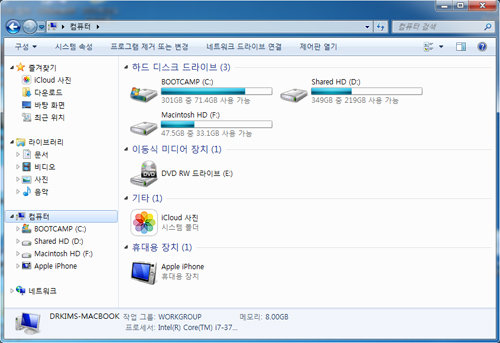 컴퓨터
컴퓨터 검색
구성 시스템 속성 프로그램 제거 또는 변경 네트워크 드라이브 연결 제어판 열기
즐겨찾기
iCloud 사진
다운로드
바탕 화면
최근 위치
라이브러리
문서
비디오
사진
음악
컴퓨터
BOOTCAMP (C:)
Shared HD (D:)
Macintosh HD (F:)
Apple iPhone
네트워크
하드 디스크 드라이브 (3)
BOOTCAMP (C:)
301GB 중 71.4GB 사용 가능
Shared HD (D:)
349GB 중 219GB 사용 가능
Macintosh HD (F:)
47.5GB 중 33.1GB 사용 가능
이동식 미디어 장치 (1)
DVD
DVD RW 드라이브 (E:)
기타 (1)
iCloud 사진
시스템 폴더
휴대용 장치 (1)
Apple iPhone
휴대용 장치
DRKIMS-MACBOOK 작업 그룹: WORKGROUP 메모리: 8.00GB
프로세서: Intel(R) Core(TM) i7-37...